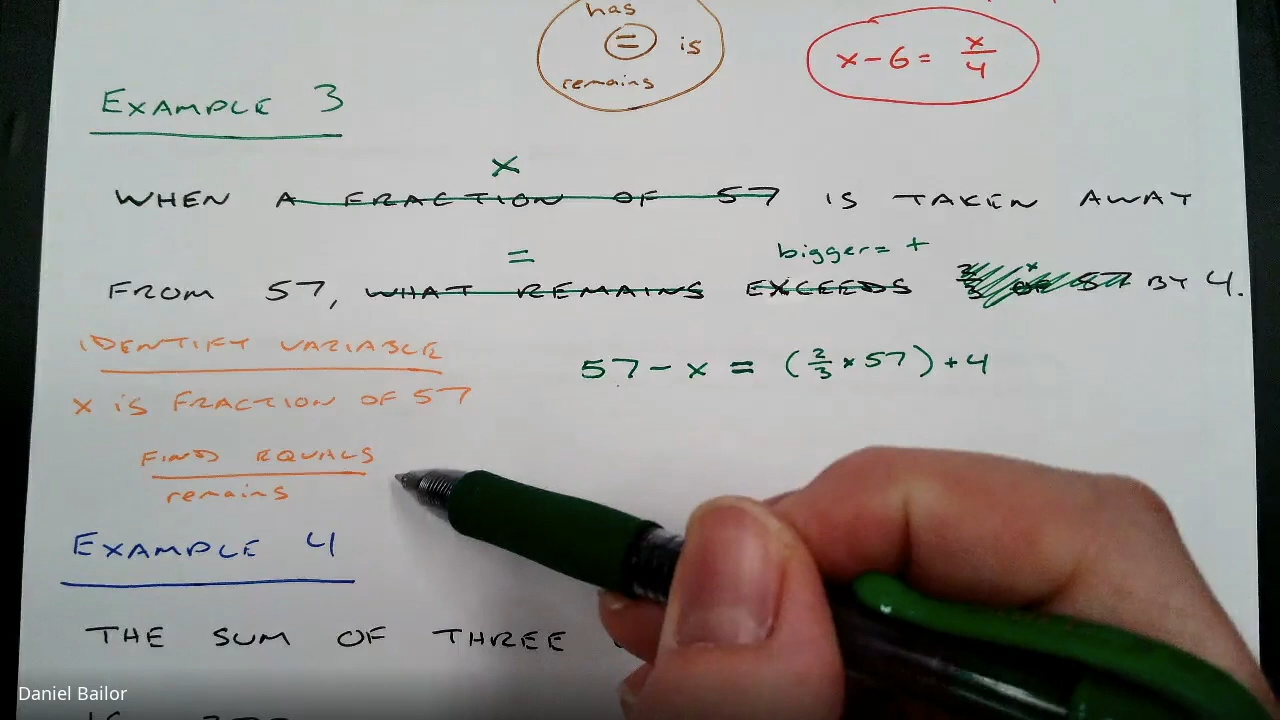 has
= is
remains
x - 6 = x/4
EXAMPLE 3
x
WHEN A FRACTION OF 57 IS TAKEN AWAY
= bigger = +
FROM 57, WHAT REMAINS EXCEEDS 57 BY 4.
IDENTIFY VARIABLE
57 - x = (2/3 x 57) + 4
x is FRACTION OF 57
FIND EQUALS
remains
EXAMPLE 4
THE SUM OF THREE
Daniel Bailor